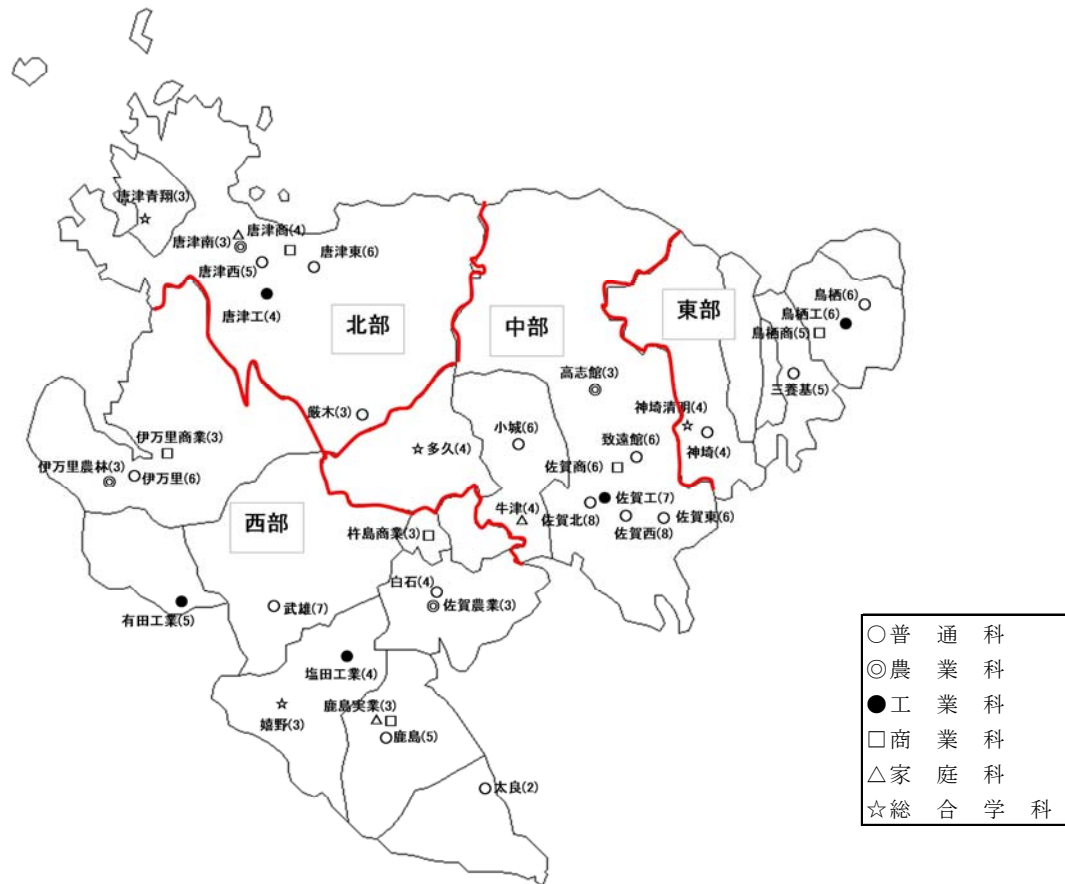 唐津青翔(3)
☆
唐津商(4)
△
唐津南(3)
◎
□
唐津東(6)
○
唐津西(5)
○
●
唐津工(4)
北部
中部
東部
鳥栖(6)
○
鳥栖工(6)
●
鳥栖商(5)
□
○
三養基(5)
高志館(3)
◎
厳木(3)
○
神埼清明(4)
☆
○
神埼(4)
小城(6)
○
☆多久(4)
致遠館(6)
○
佐賀商(6)
□
伊万里商業(3)
□
伊万里農林(3)
◎
○
伊万里(6)
●
佐賀工(7)
○
佐賀北(8)
○
佐賀西(8)
○
佐賀東(6)
牛津(4)
△
西部
杵島商業(3)
□
白石(4)
○
◎
佐賀農業(3)
●
有田工業(5)
○
武雄(7)
●
塩田工業(4)
☆
嬉野(3)
鹿島実業(3)
△
□
○
鹿島(5)
○
太良(2)
○普通科
◎農業科
●工業科
□商業科
△家庭科
☆総合学科